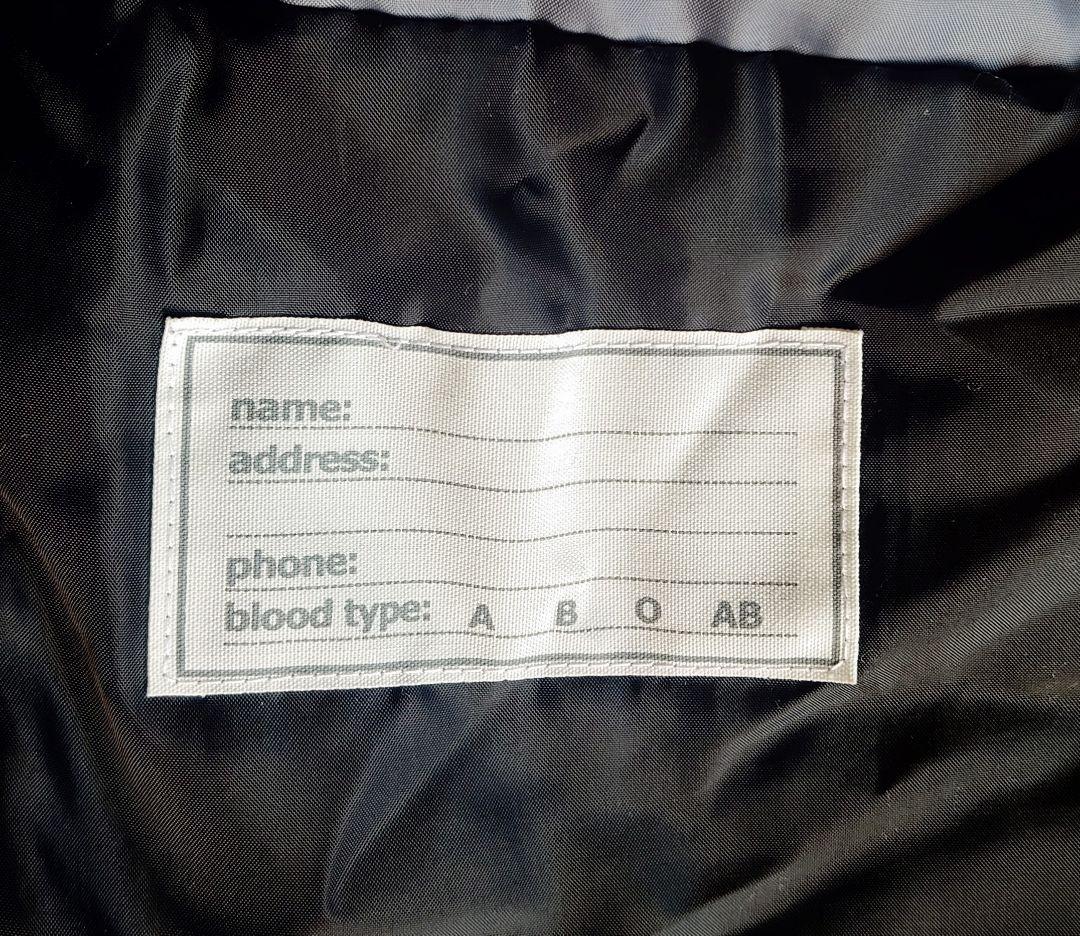 name:
address:
phone:
blood type: A B O AB